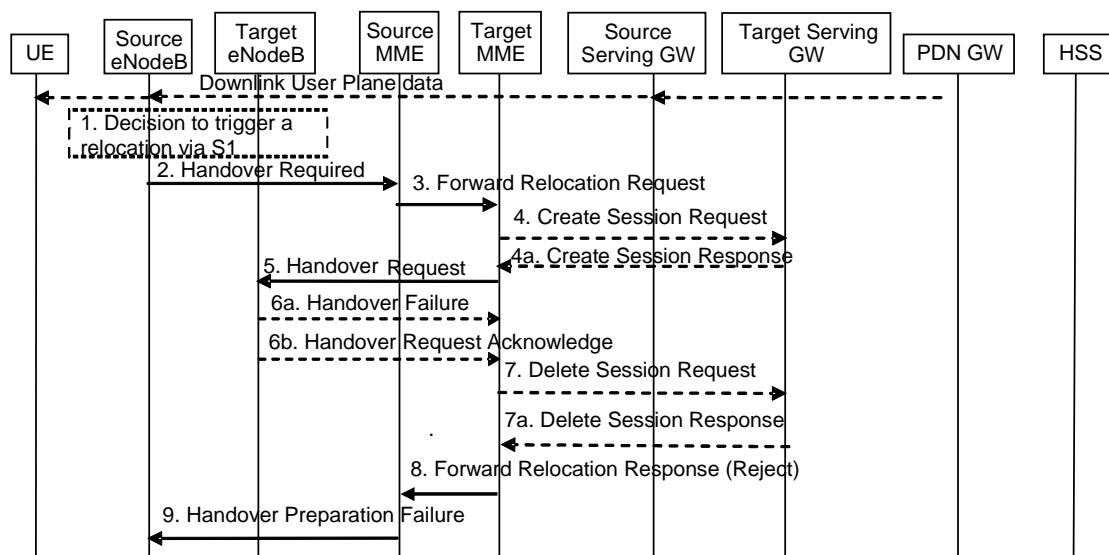 UE
Source
eNodeB
Target
eNodeB
Source
MME
Target
MME
Source
Serving GW
Target Serving
GW
PDN GW
HSS
Downlink User Plane data
1. Decision to trigger a
relocation via S1
2. Handover Required
3. Forward Relocation Request
4. Create Session Request
4a. Create Session Response
5. Handover Request
6a. Handover Failure
6b. Handover Request Acknowledge
7. Delete Session Request
7a. Delete Session Response
.
8. Forward Relocation Response (Reject)
9. Handover Preparation Failure